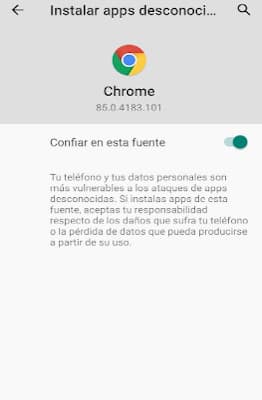 Instalar apps desconoci...
Chrome
85.0.4183.101
Confiar en esta fuente
Tu teléfono y tus datos personales son
más vulnerables a los ataques de apps
desconocidas. Si instalas apps de esta
fuente, aceptas tu responsabilidad
respecto de los daños que sufra tu teléfono
o la pérdida de datos que pueda producirse
a partir de su uso.